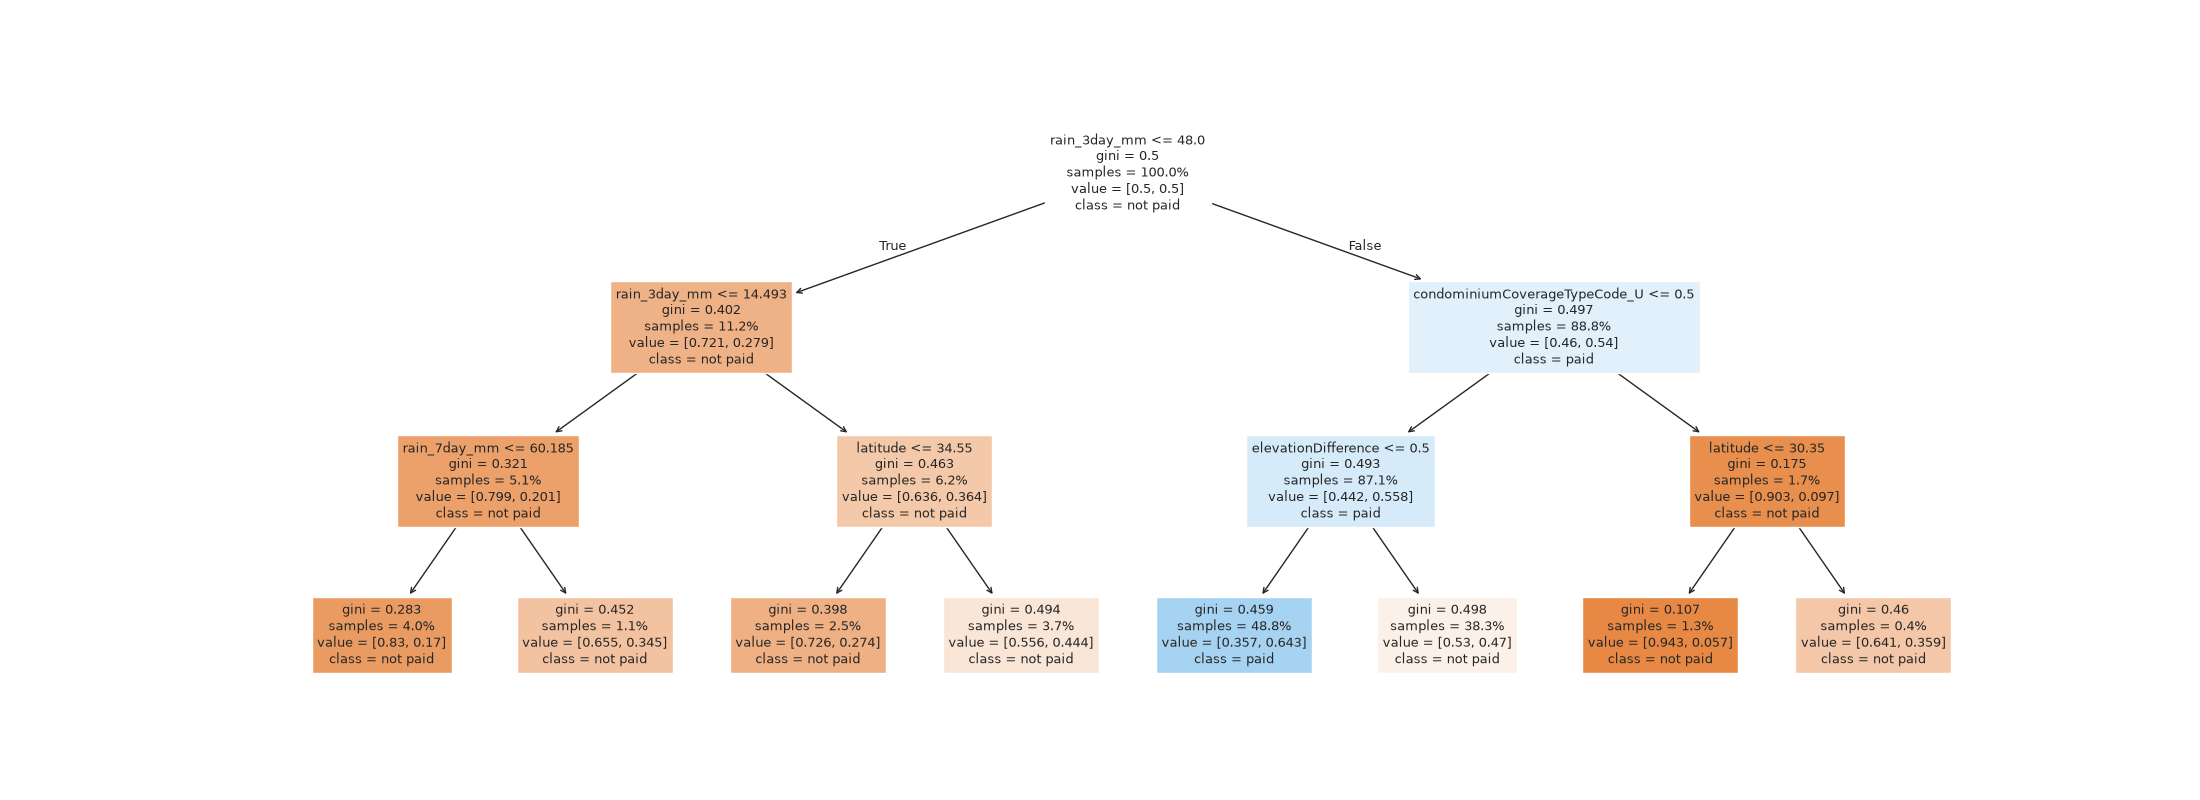 rain_3day_mm <= 48.0
gini = 0.5
samples = 100.0%
value = [0.5, 0.5]
class = not paid
True
False
rain_3day_mm <= 14.493
gini = 0.402
samples = 11.2%
value = [0.721, 0.279]
class = not paid
condominiumCoverageTypeCode_U <= 0.5
gini = 0.497
samples = 88.8%
value = [0.46, 0.54]
class = paid
rain_7day_mm <= 60.185
gini = 0.321
samples = 5.1%
value = [0.799, 0.201]
class = not paid
latitude <= 34.55
gini = 0.463
samples = 6.2%
value = [0.636, 0.364]
class = not paid
elevationDifference <= 0.5
gini = 0.493
samples = 87.1%
value = [0.442, 0.558]
class = paid
latitude <= 30.35
gini = 0.175
samples = 1.7%
value = [0.903, 0.097]
class = not paid
gini = 0.283
samples = 4.0%
value = [0.83, 0.17]
class = not paid
gini = 0.452
samples = 1.1%
value = [0.655, 0.345]
class = not paid
gini = 0.398
samples = 2.5%
value = [0.726, 0.274]
class = not paid
gini = 0.494
samples = 3.7%
value = [0.556, 0.444]
class = not paid
gini = 0.459
samples = 48.8%
value = [0.357, 0.643]
class = paid
gini = 0.498
samples = 38.3%
value = [0.53, 0.47]
class = not paid
gini = 0.107
samples = 1.3%
value = [0.943, 0.057]
class = not paid
gini = 0.46
samples = 0.4%
value = [0.641, 0.359]
class = not paid